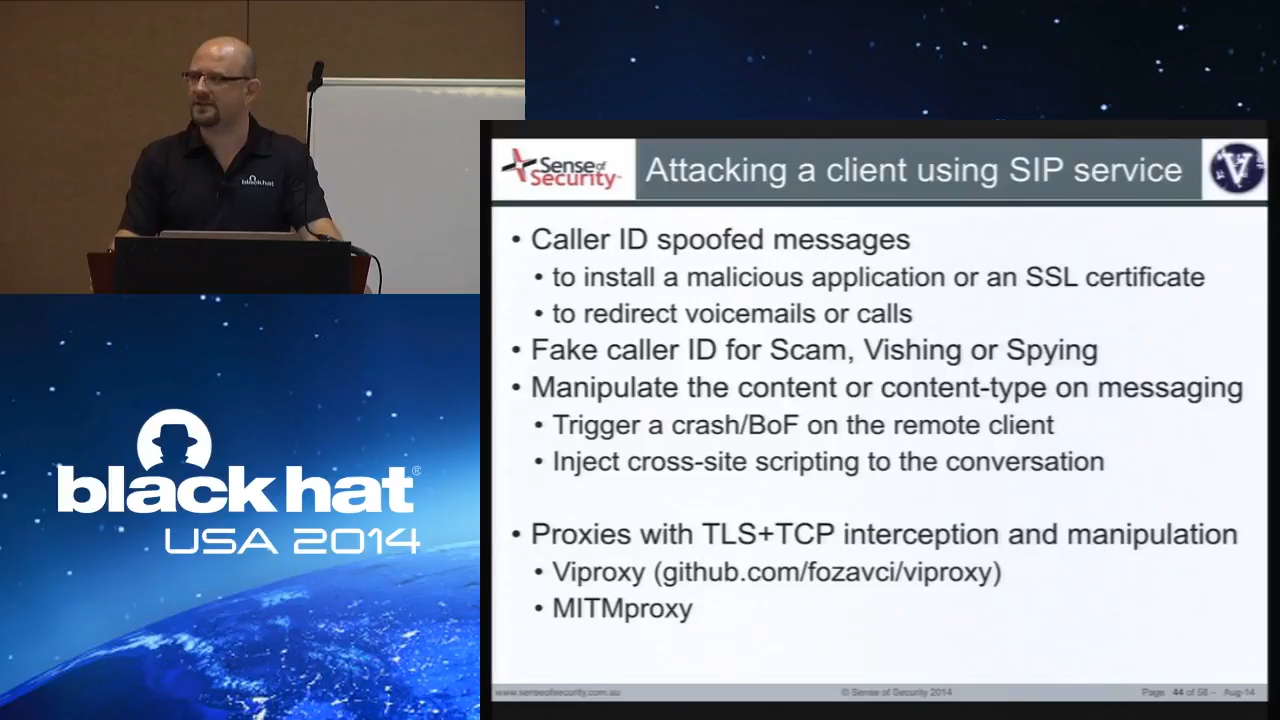 blackhat
Sense of
Security
Attacking a client using SIP service
V
• Caller ID spoofed messages
• to install a malicious application or an SSL certificate
• to redirect voicemails or calls
• Fake caller ID for Scam, Vishing or Spying
• Manipulate the content or content-type on messaging
• Trigger a crash/BoF on the remote client
• Inject cross-site scripting to the conversation
• Proxies with TLS+TCP interception and manipulation
• Viproxy (github.com/fozavci/viproxy)
• MITMproxy
www.senseofsecurity.com.au
© Sense of Security 2014
Page 44 of 58 – Aug-14
black hat®
USA 2014